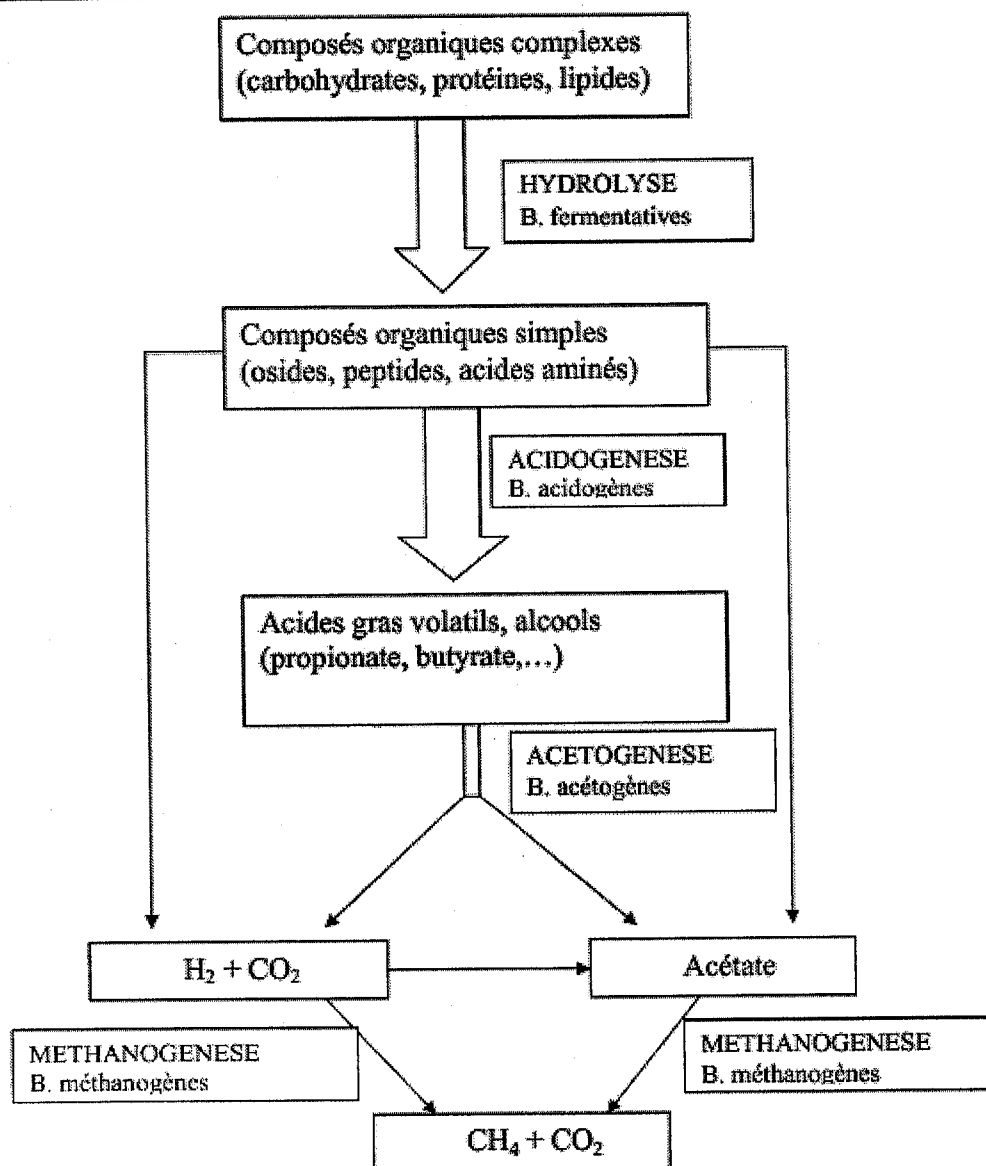 Composés organiques complexes
(carbohydrates, protéines, lipides)
HYDROLYSE
B. fermentatives
Composés organiques simples
(osides, peptides, acides aminés)
ACIDOGENESE
B. acidogènes
Acides gras volatils, alcools
(propionate, butyrate,...)
ACETOGENESE
B. acétogènes
H₂ + CO₂
Acétate
METHANOGENESE
B. méthanogènes
METHANOGENESE
B. méthanogènes
CH₄ + CO₂